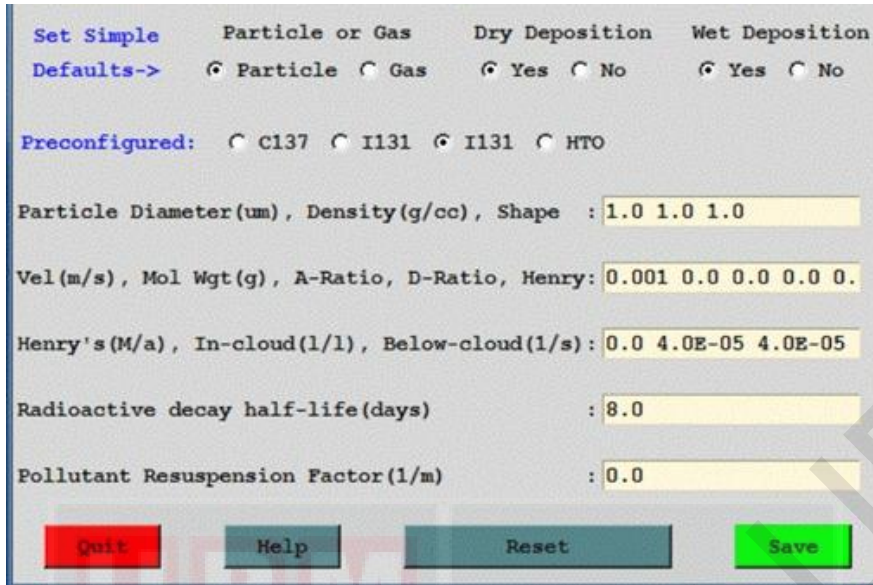 Set Simple Particle or Gas Dry Deposition Wet Deposition
Defaults-> Particle Gas Yes No Yes No
Preconfigured: C137 I131 I131 HTO
Particle Diameter(um), Density(g/cc), Shape : 1.0 1.0 1.0
Vel(m/s), Mol Wgt(g), A-Ratio, D-Ratio, Henry: 0.001 0.0 0.0 0.0 0.
Henry's(M/a), In-cloud(l/l), Below-cloud(1/s): 0.0 4.0E-05 4.0E-05
Radioactive decay half-life(days) : 8.0
Pollutant Resuspension Factor(1/m) : 0.0
Quit Help Reset Save